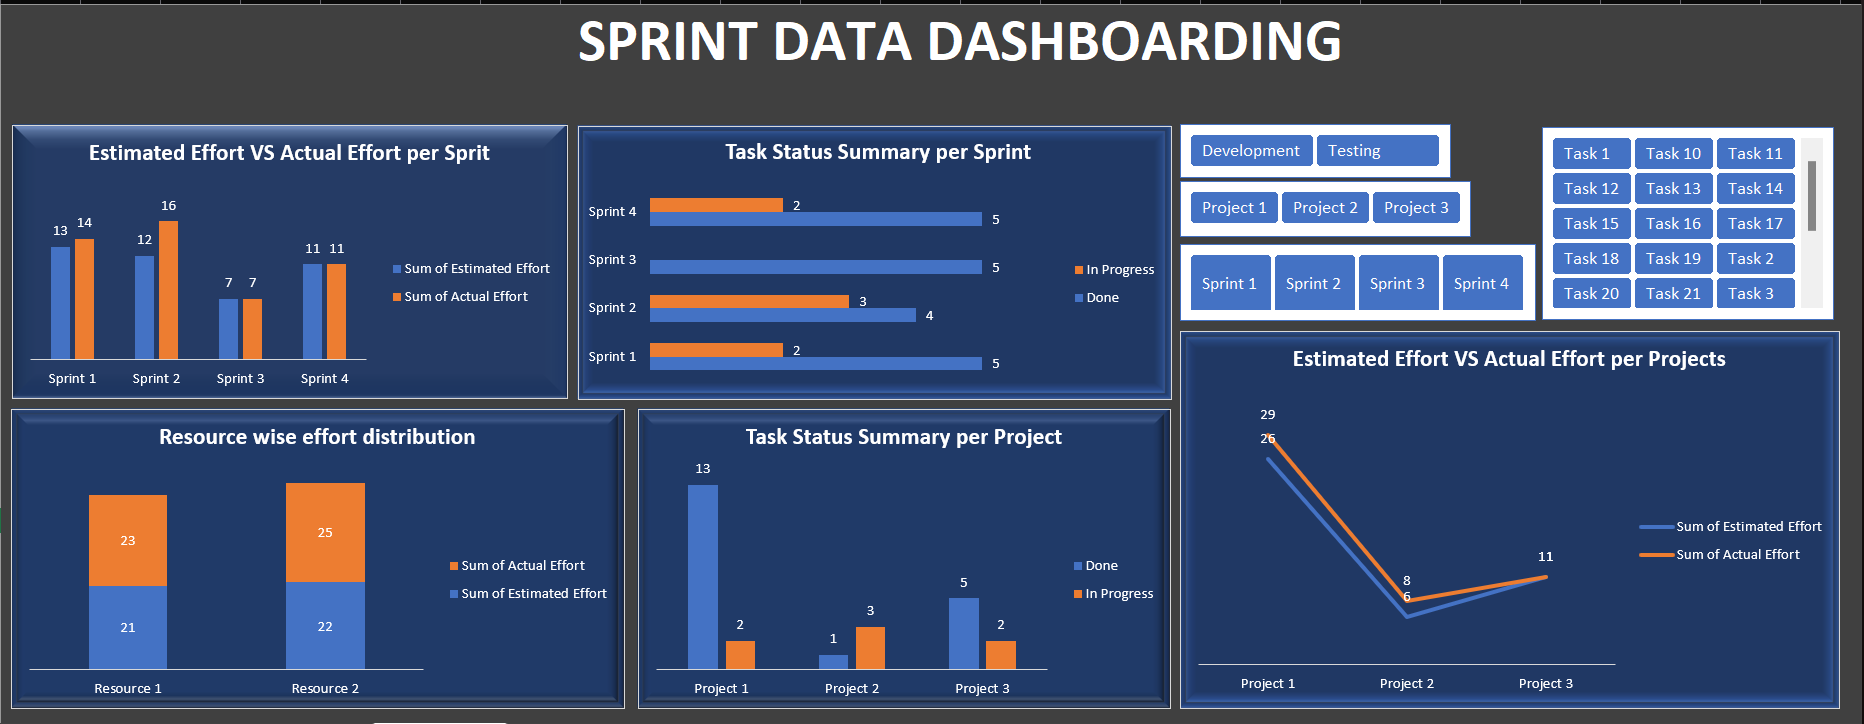 SPRINT DATA DASHBOARDING
Estimated Effort VS Actual Effort per Sprit
13 14 12 16 7 7 11 11
Sum of Estimated Effort
Sum of Actual Effort
Sprint 1 Sprint 2 Sprint 3 Sprint 4
Task Status Summary per Sprint
Sprint 4 2
5
Sprint 3 5
Sprint 2 3
4
Sprint 1 2
5
In Progress
Done
Development Testing
Project 1 Project 2 Project 3
Sprint 1 Sprint 2 Sprint 3 Sprint 4
Task 1 Task 10 Task 11
Task 12 Task 13 Task 14
Task 15 Task 16 Task 17
Task 18 Task 19 Task 2
Task 20 Task 21 Task 3
Resource wise effort distribution
23 25
21 22
Sum of Actual Effort
Sum of Estimated Effort
Resource 1 Resource 2
Task Status Summary per Project
13 2 1 3 5 2
Done
In Progress
Project 1 Project 2 Project 3
Estimated Effort VS Actual Effort per Projects
29
26
8
6
11
Sum of Estimated Effort
Sum of Actual Effort
Project 1 Project 2 Project 3